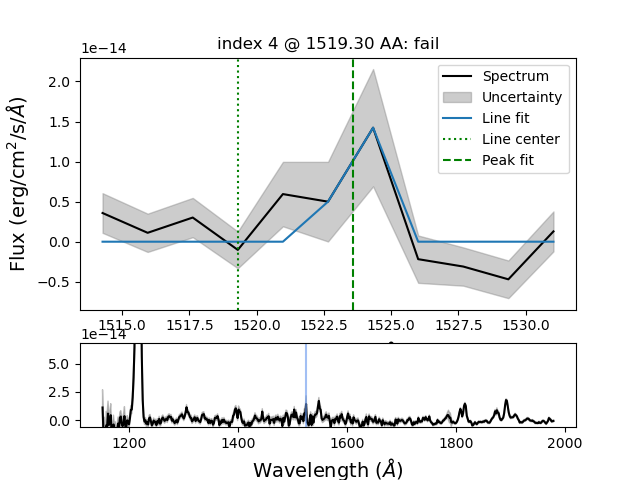 index 4 @ 1519.30 AA: fail
1e−14
Flux (erg/cm²/s/Å)
2.0
1.5
1.0
0.5
0.0
−0.5
Spectrum
Uncertainty
Line fit
Line center
Peak fit
1515.0 1517.5 1520.0 1522.5 1525.0 1527.5 1530.0
1e−14
5.0
2.5
0.0
1200 1400 1600 1800 2000
Wavelength (Å)